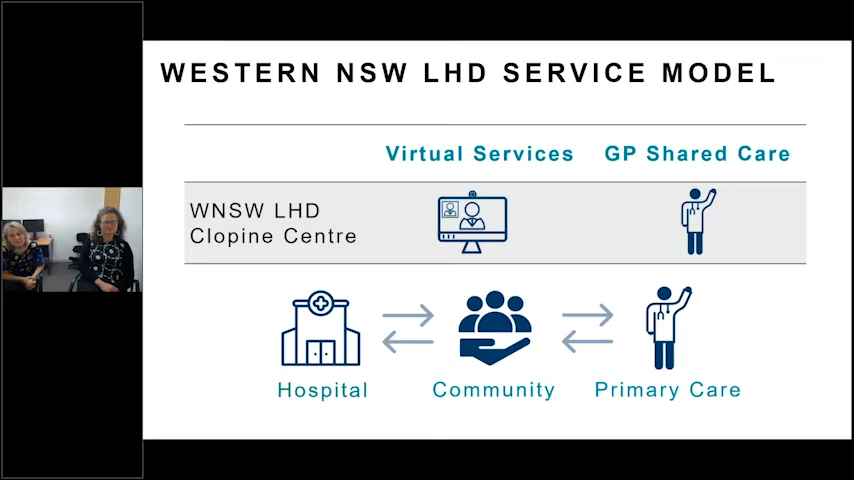 WESTERN NSW LHD SERVICE MODEL
Virtual Services GP Shared Care
WNSW LHD
Clopine Centre
Hospital Community Primary Care